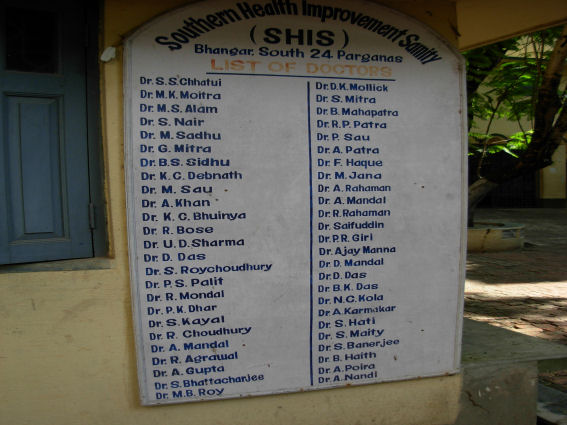 Southern Health Improvement Samity
(SHIS)
Bhangar, South 24 Parganas
LIST OF DOCTORS
Dr. S.S. Chhatui
Dr. M.K. Moitra
Dr. M.S. Alam
Dr. S. Nair
Dr. M. Sadhu
Dr. G. Mitra
Dr. B.S. Sidhu
Dr. K.C. Debnath
Dr. M. Sau
Dr. A. Khan
Dr. K.C. Bhuinya
Dr. R. Bose
Dr. U.D. Sharma
Dr. D. Das
Dr. S. Roychoudhury
Dr. P.S. Palit
Dr. R. Mondal
Dr. P.K. Dhar
Dr. S. Kayal
Dr. R. Choudhury
Dr. A. Mandal
Dr. R. Agrawal
Dr. A. Gupta
Dr. S. Bhattacharjee
Dr. M.B. Roy
Dr. D.K. Mollick
Dr. S. Mitra
Dr. B. Mahapatra
Dr. R.P. Patra
Dr. P. Sau
Dr. A. Patra
Dr. F. Haque
Dr. M. Jana
Dr. A. Rahaman
Dr. A. Mandal
Dr. R.R. Rahaman
Dr. Saifuddin
Dr. P.R. Giri
Dr. Ajay Manna
Dr. D. Mandal
Dr. D. Das
Dr. B.K. Das
Dr. N.C. Kola
Dr. A. Karmakar
Dr. S. Hati
Dr. S. Maity
Dr. S. Banerjee
Dr. B. Haith
Dr. A. Poira
Dr. A. Nandi